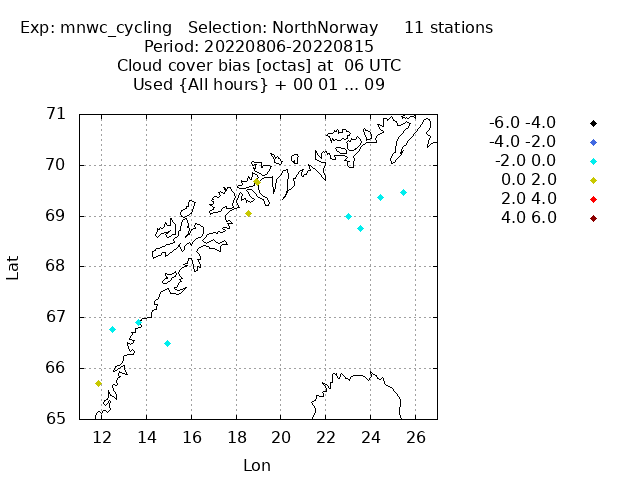 Exp: mnwc_cycling   Selection: NorthNorway     11 stations
Period: 20220806-20220815
Cloud cover bias [octas] at  06 UTC
Used {All hours} + 00 01 ... 09
71
70
69
68
67
66
65
Lat
12 14 16 18 20 22 24 26
Lon
-6.0 -4.0
-4.0 -2.0
-2.0 0.0
0.0 2.0
2.0 4.0
4.0 6.0